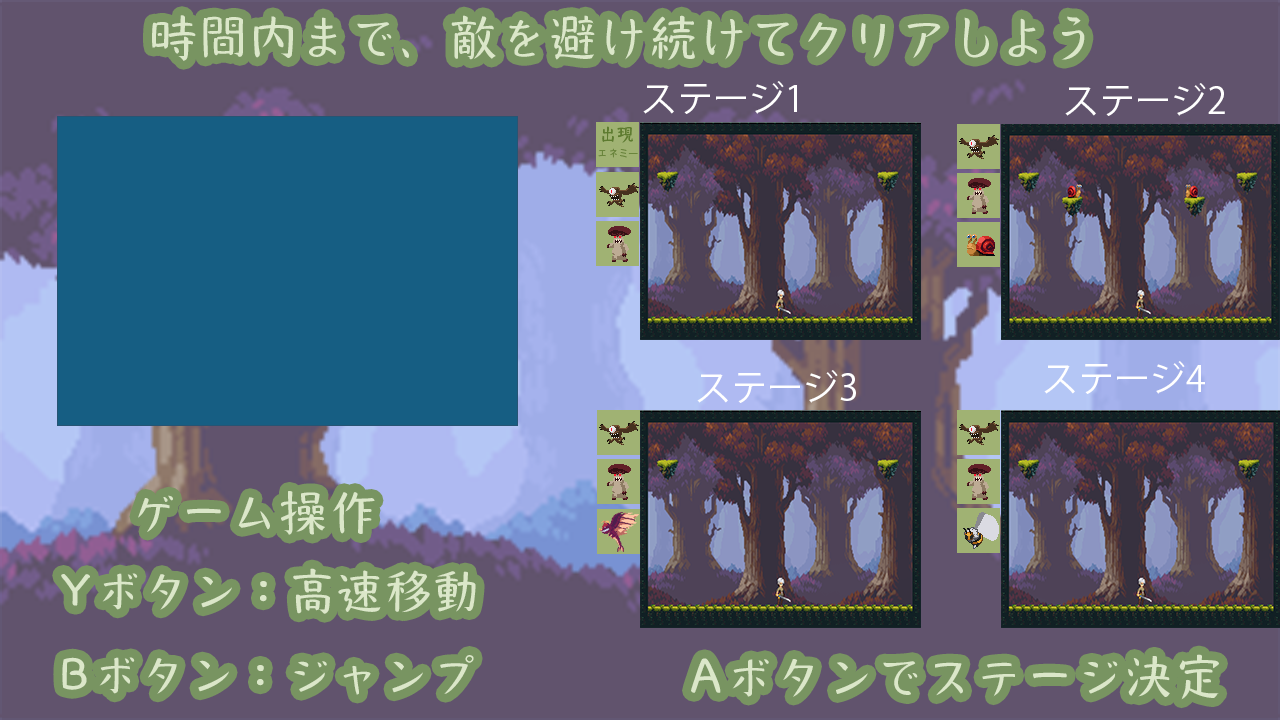 時間内まで、敵を避け続けてクリアしよう
ステージ1
ステージ2
出現
エネミー
ステージ3
ステージ4
ゲーム操作
Yボタン：高速移動
Bボタン：ジャンプ
Aボタンでステージ決定